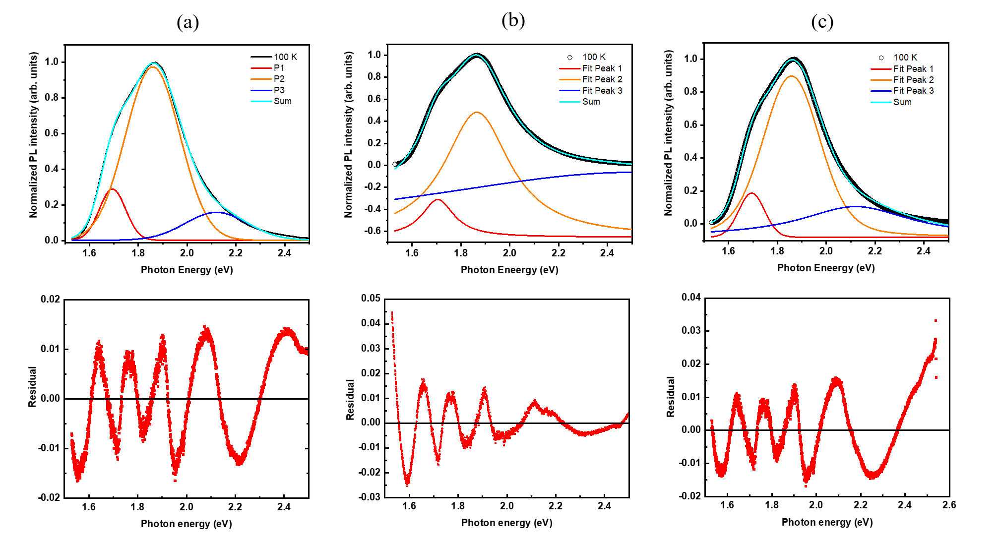 (a)
(b)
(c)
Normalized PL intensity (arb. units)
1.0
0.8
0.6
0.4
0.2
0.0
1.6
1.8
2.0
2.2
2.4
Photon Energy (eV)
100 K
P1
P2
P3
Sum
Normalized PL intensity (arb. units)
1.0
0.8
0.6
0.4
0.2
0.0
-0.2
-0.4
-0.6
1.6
1.8
2.0
2.2
2.4
Photon Eneergy (eV)
100 K
Fit Peak 1
Fit Peak 2
Fit Peak 3
Sum
Normalized PL intensity (arb. units)
1.0
0.8
0.6
0.4
0.2
0.0
1.6
1.8
2.0
2.2
2.4
Photon Eneergy (eV)
100 K
Fit Peak 1
Fit Peak 2
Fit Peak 3
Sum
Residual
0.02
0.01
0.00
-0.01
-0.02
1.6
1.8
2.0
2.2
2.4
Photon energy (eV)
Residual
0.05
0.04
0.03
0.02
0.01
0.00
-0.01
-0.02
-0.03
1.6
1.8
2.0
2.2
2.4
Photon energy (eV)
Residual
0.04
0.03
0.02
0.01
0.00
-0.01
-0.02
1.6
1.8
2.0
2.2
2.4
2.6
Photon energy (eV)